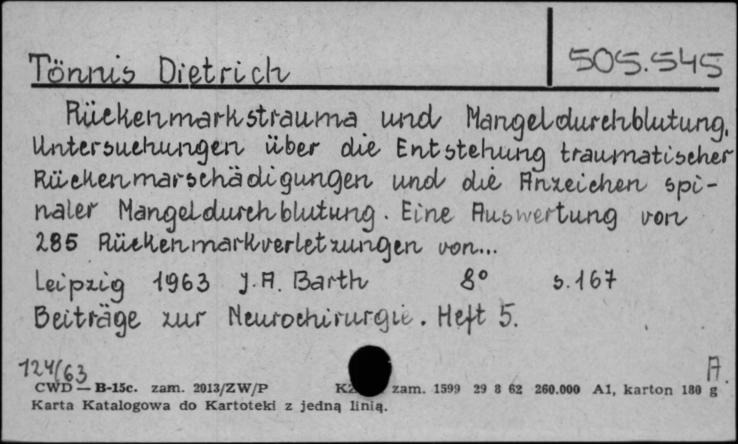 505.545
Tönnis Dietrich
Rückenmarkstrauma und Mangeldurchblutung.
Untersuchungen über die Entstehung traumatischer
Rückenmarschädigungen und die Anzeichen spi-
naler Mangeldurchblutung. Eine Auswertung von
285 Rückenmarkverletzungen von...
Leipzig 1963 J.A. Barth 8° s.167
Beiträge zur Neurochirurgie. Heft 5.
124/63 A.
CWD — B-15c. zam. 2013/ZW/P zam. 1599 29 8 62 260.000 A1, karton 180 g
Karta Katalogowa do Kartoteki z jedną linią.